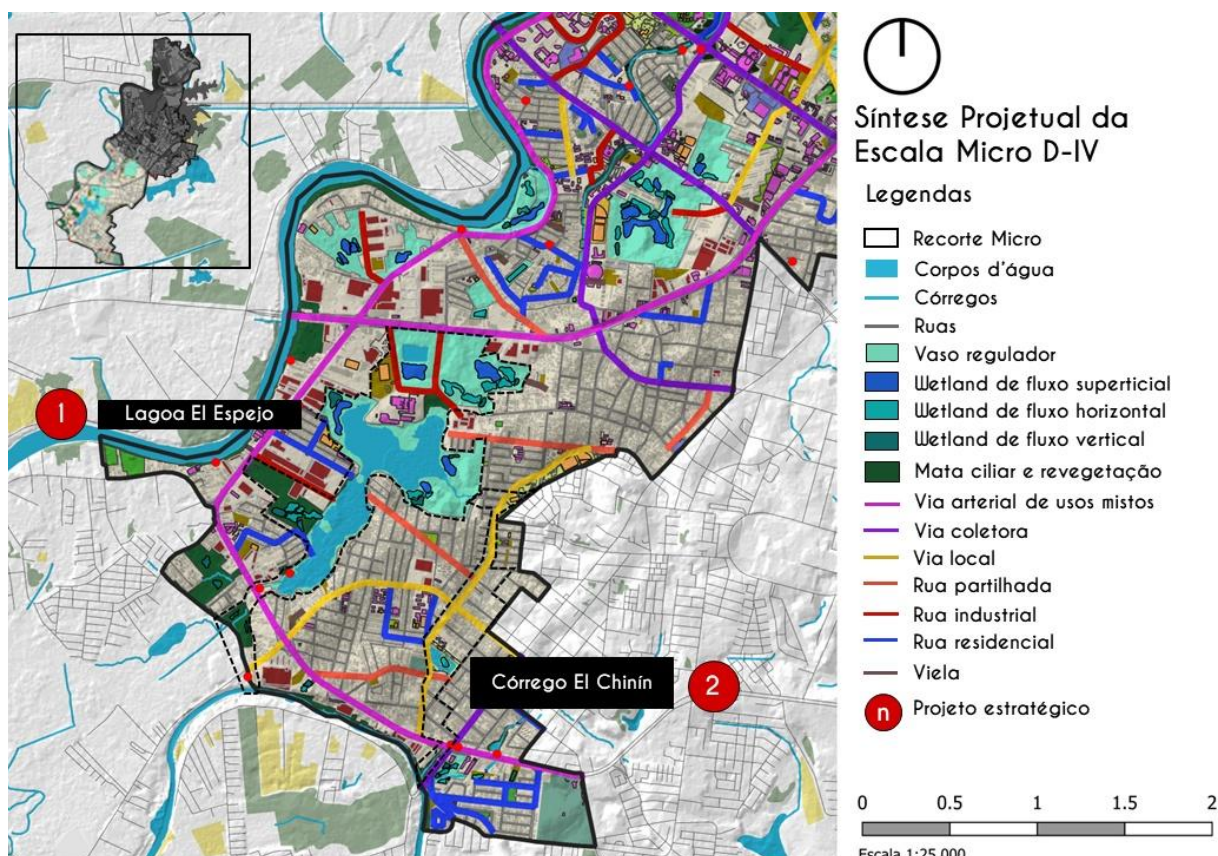 1
Lagoa El Espejo
Córrego El Chinín
2
Síntese Projetual da
Escala Micro D-IV
Legendas
Recorte Micro
Corpos d'água
Córregos
Ruas
Vaso regulador
Wetland de fluxo superticial
Wetland de fluxo horizontal
Wetland de fluxo vertical
Mata ciliar e revegetação
Via arterial de usos mistos
Via coletora
Via local
Rua partilhada
Rua industrial
Rua residencial
Viela
n Projeto estratégico
0 0.5 1 1.5 2
Escala 1:25.000